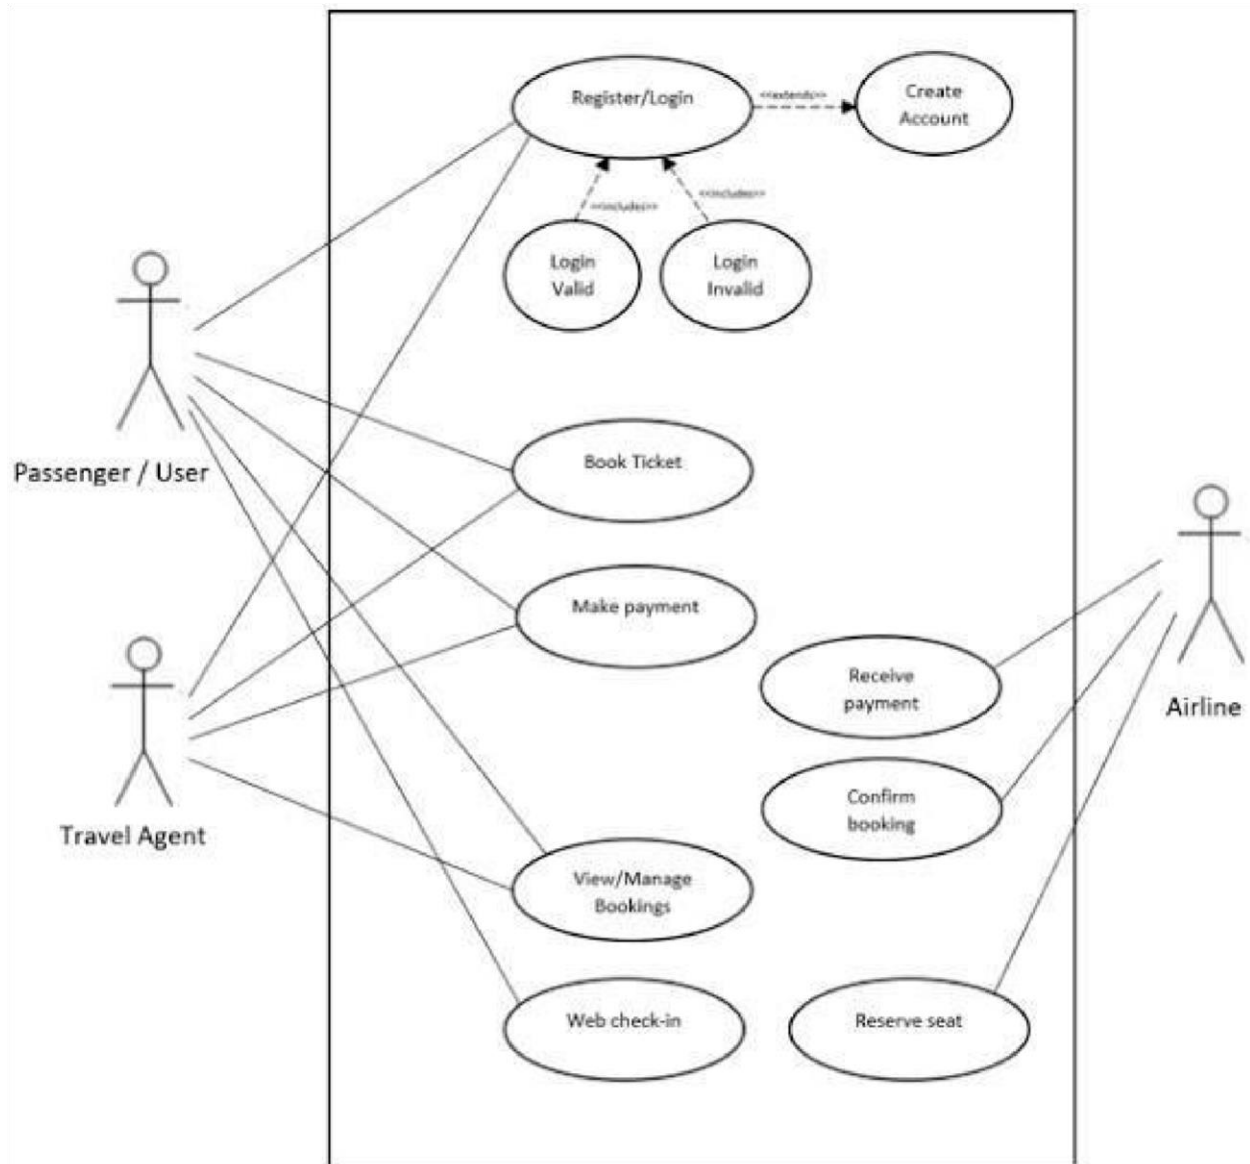 Register/Login
<<extends>>
Create
Account
<<includes>>
<<includes>>
Login
Valid
Login
Invalid
Passenger / User
Book Ticket
Make payment
Receive
payment
Airline
Travel Agent
Confirm
booking
View/Manage
Bookings
Web check-in
Reserve seat